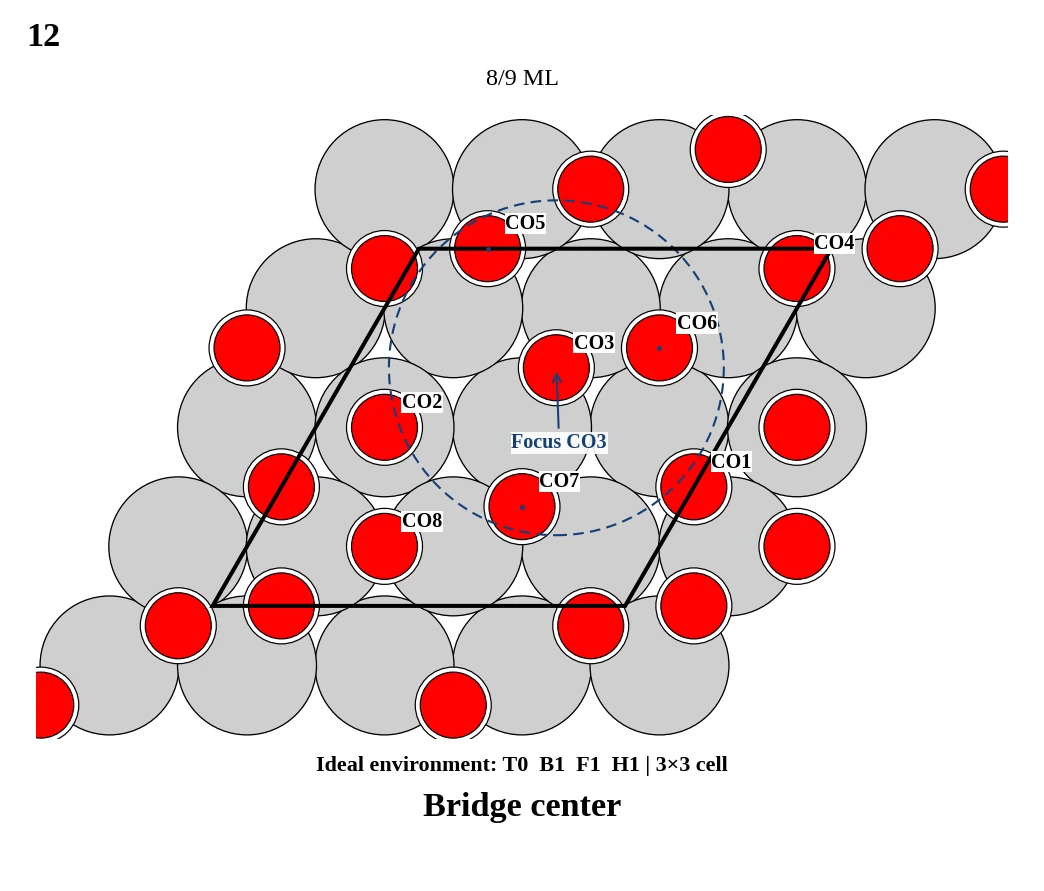 12
8/9 ML
CO5
CO4
CO6
CO3
CO2
Focus CO3
CO1
CO7
CO8
Ideal environment: T0  B1  F1  H1 | 3×3 cell
Bridge center